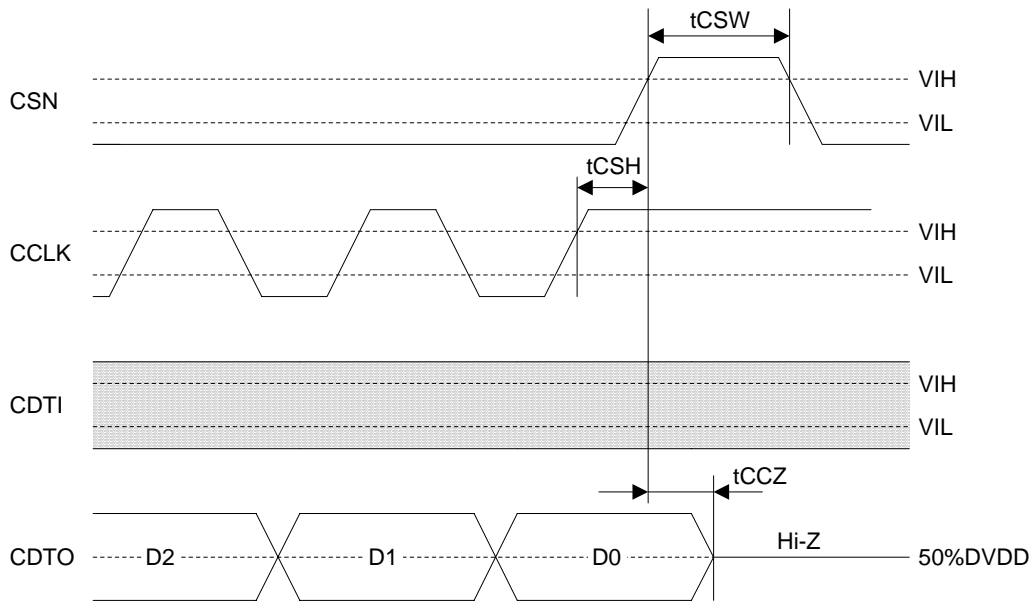 tCSW
CSN
VIH
VIL
tCSH
CCLK
VIH
VIL
CDTI
VIH
VIL
tCCZ
CDTO
D2
D1
D0
Hi-Z
50%DVDD